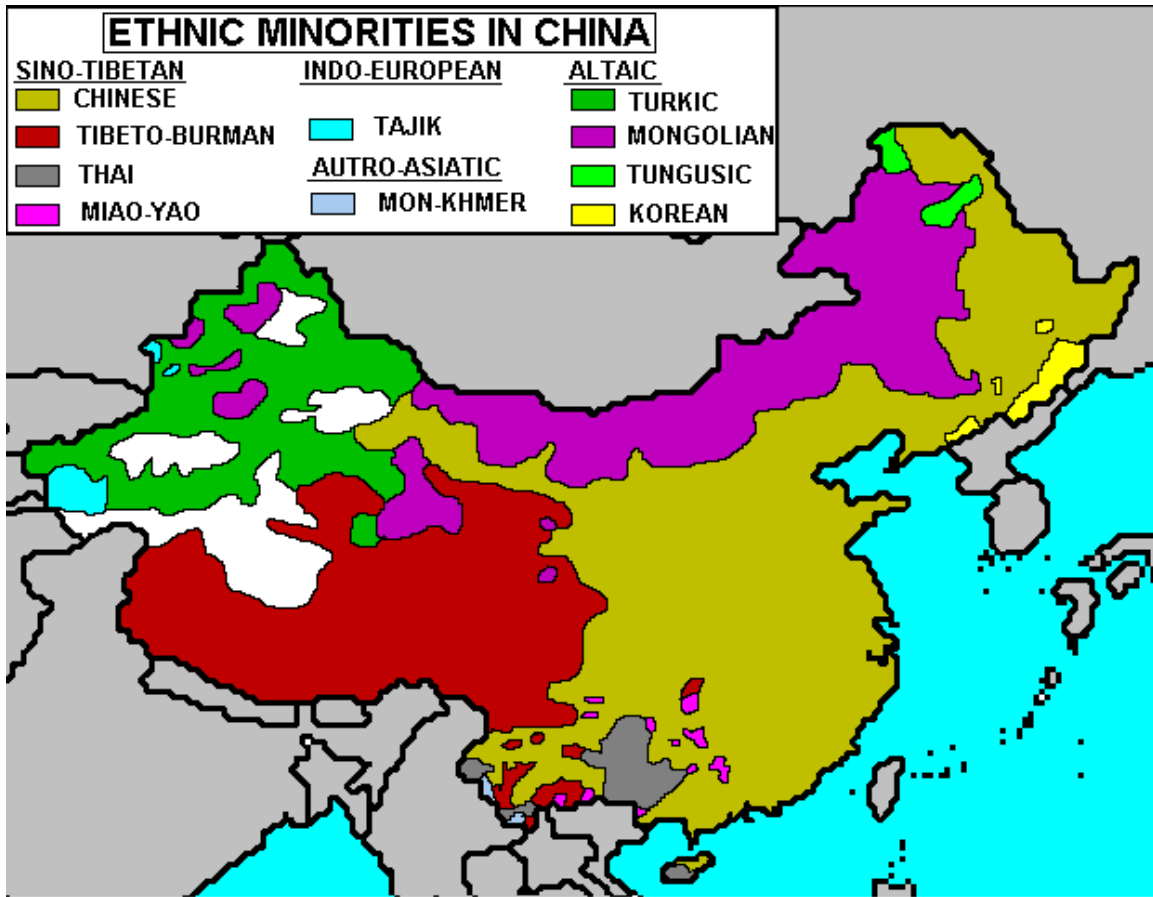 ETHNIC MINORITIES IN CHINA
SINO-TIBETAN
CHINESE
TIBETO-BURMAN
THAI
MIAO-YAO
INDO-EUROPEAN
TAJIK
AUTRO-ASIATIC
MON-KHMER
ALTAIC
TURKIC
MONGOLIAN
TUNGUSIC
KOREAN
1